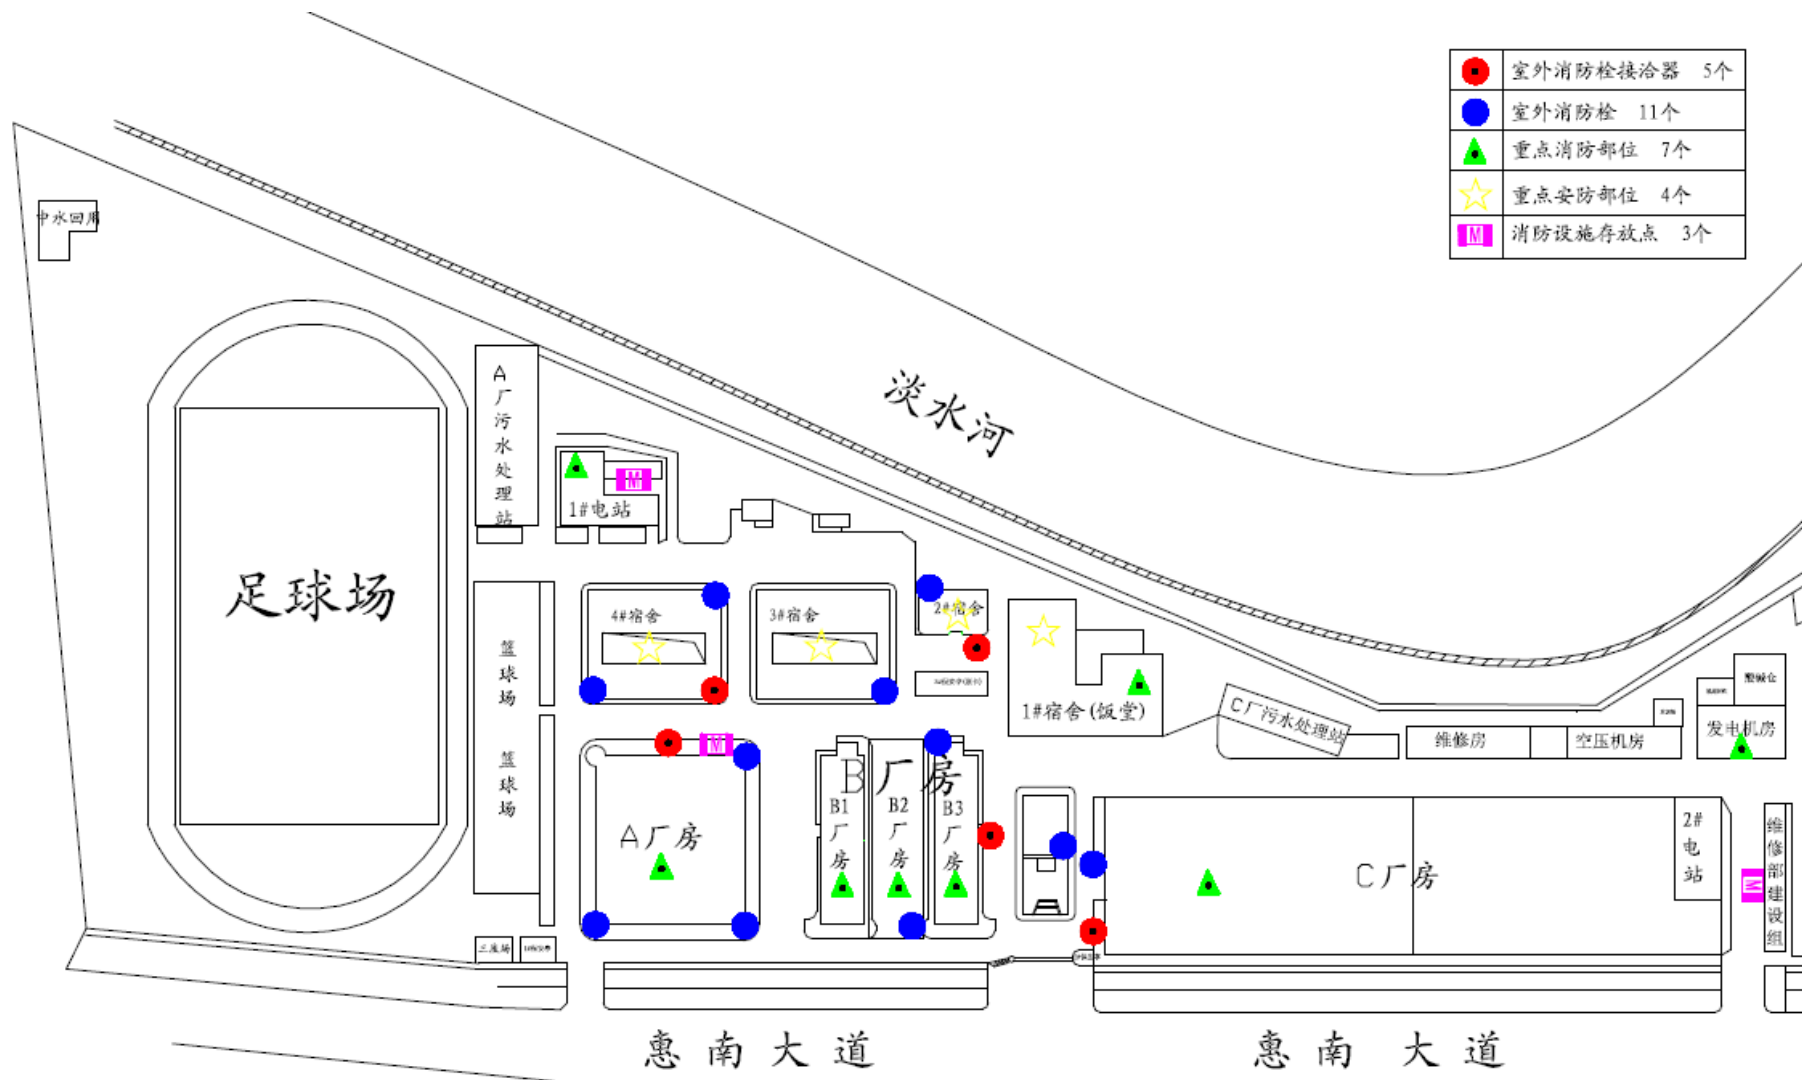 室外消防栓接洽器 5个
室外消防栓 11个
重点消防部位 7个
重点安防部位 4个
M 消防设施存放点 3个
中水回用
淡水河
A厂污水处理站
M
1#电站
足球场
4#宿舍
3#宿舍
2#宿舍
篮球场
1#宿舍(饭堂)
C厂污水处理站
维修房
空压机房
酸碱仓
发电机房
M
篮球场
B厂房
B1厂房
B2厂房
B3厂房
A厂房
C厂房
2#电站
M
维修部建设组
三废场
惠南大道
惠南大道